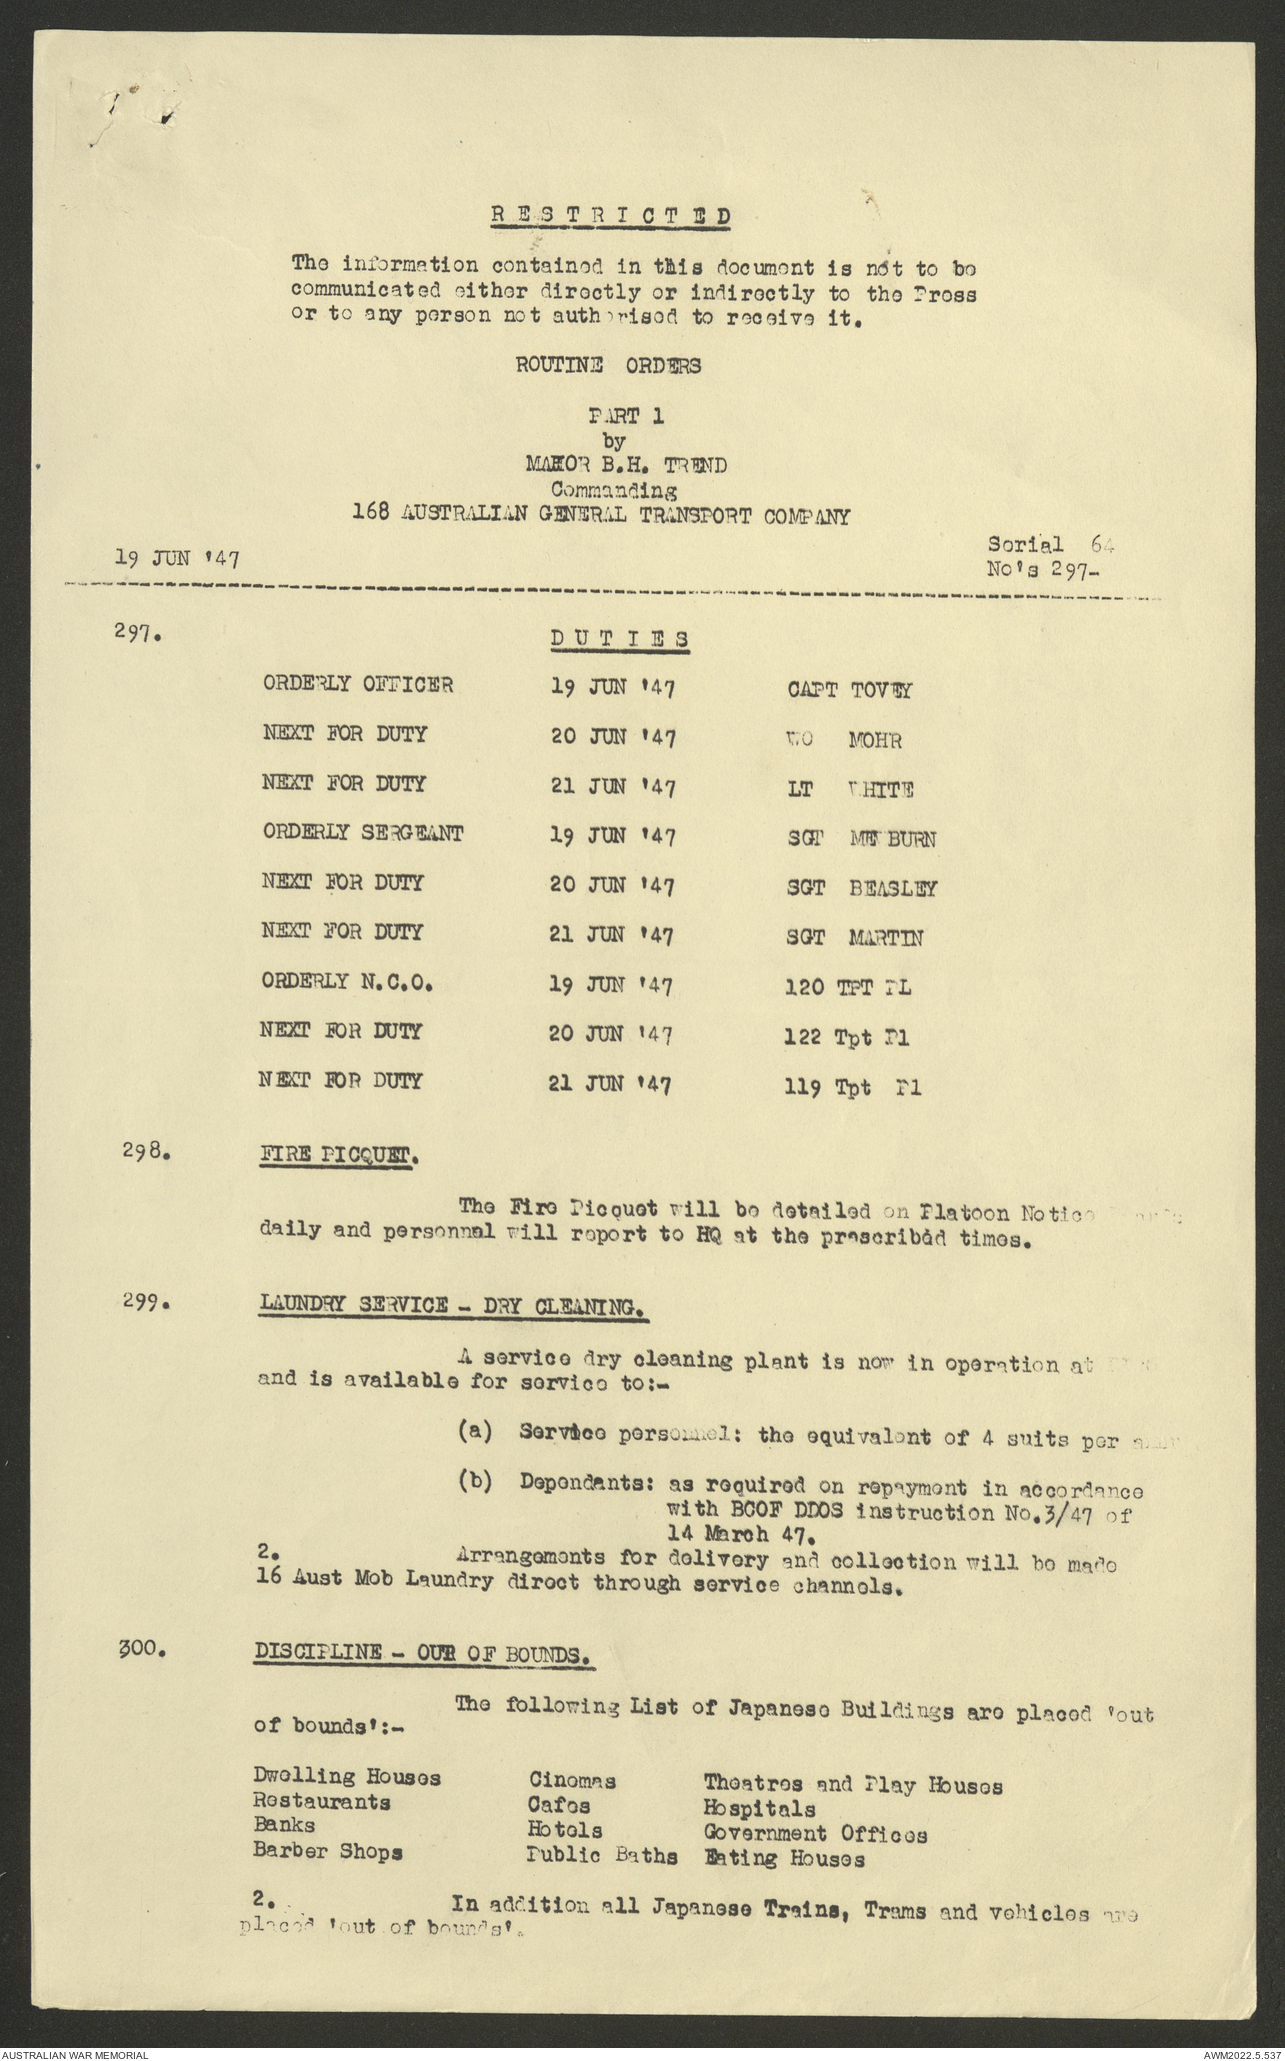 RESTRICTED
The information contained in this document is not to be
communicated either directly or indirectly to the Press
or to any person not authorised to receive it.
ROUTINE ORDERS
PART 1
by
MAHOR B.H. TREND
Commanding
168 AUSTRALIAN GENERAL TRANSPORT COMPANY
19 JUN '47
Serial 64
No's 297-
297. DUTIES
ORDERLY OFFICER 19 JUN '47 CAPT TOVEY
NEXT FOR DUTY 20 JUN '47 WO MOHR
NEXT FOR DUTY 21 JUN '47 LT WHITE
ORDERLY SERGEANT 19 JUN '47 SGT BURN
NEXT FOR DUTY 20 JUN '47 SGT BEASLEY
NEXT FOR DUTY 21 JUN '47 SGT MARTIN
ORDERLY N.C.O. 19 JUN '47 120 TPT PL
NEXT FOR DUTY 20 JUN '47 122 Tpt Pl
NEXT FOR DUTY 21 JUN '47 119 Tpt Pl
298. FIRE PICQUET.
The Fire Picquet will be detailed on Platoon Notice
daily and personnal will report to HQ at the prescribed times.
299. LAUNDRY SERVICE - DRY CLEANING.
A service dry cleaning plant is now in operation at
and is available for service to:-
(a) Service personnel: the equivalent of 4 suits per
(b) Dependants: as required on repayment in accordance
with BCOF DDOS instruction No.3/47 of
14 March 47.
2. Arrangements for delivery and collection will be made
16 Aust Mob Laundry direct through service channels.
300. DISCIPLINE - OUT OF BOUNDS.
The following List of Japanese Buildings are placed 'out
of bounds':-
Dwelling Houses Cinemas Theatres and Play Houses
Restaurants Cafes Hospitals
Banks Hotels Government Offices
Barber Shops Public Baths Eating Houses
2. In addition all Japanese Trains, Trams and vehicles are
placed 'out of bounds'.
AUSTRALIAN WAR MEMORIAL
AWM2022.5.537